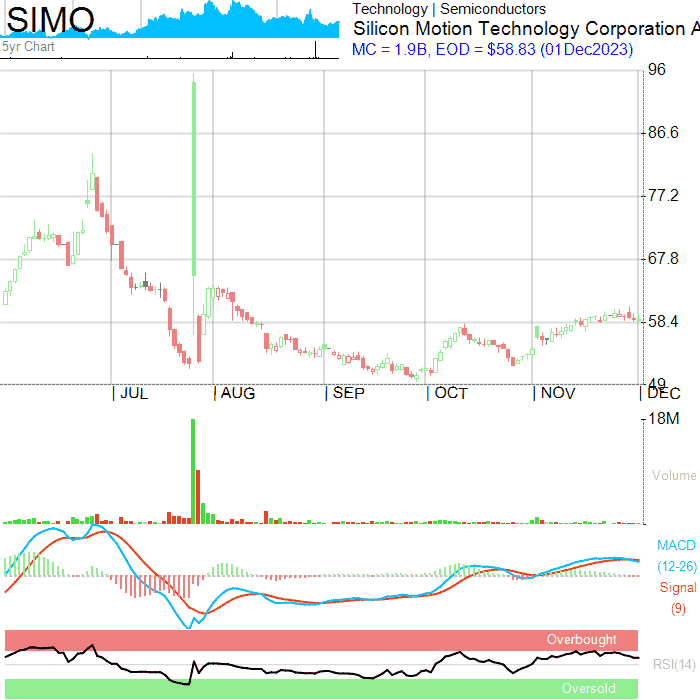 SIMO
5yr Chart
Technology | Semiconductors
Silicon Motion Technology Corporation A
MC = 1.9B, EOD = $58.83 (01Dec2023)
96
86.6
77.2
67.8
58.4
49
JUL
AUG
SEP
OCT
NOV
DEC
18M
Volume
MACD
(12-26)
Signal
(9)
Overbought
RSI(14)
Oversold